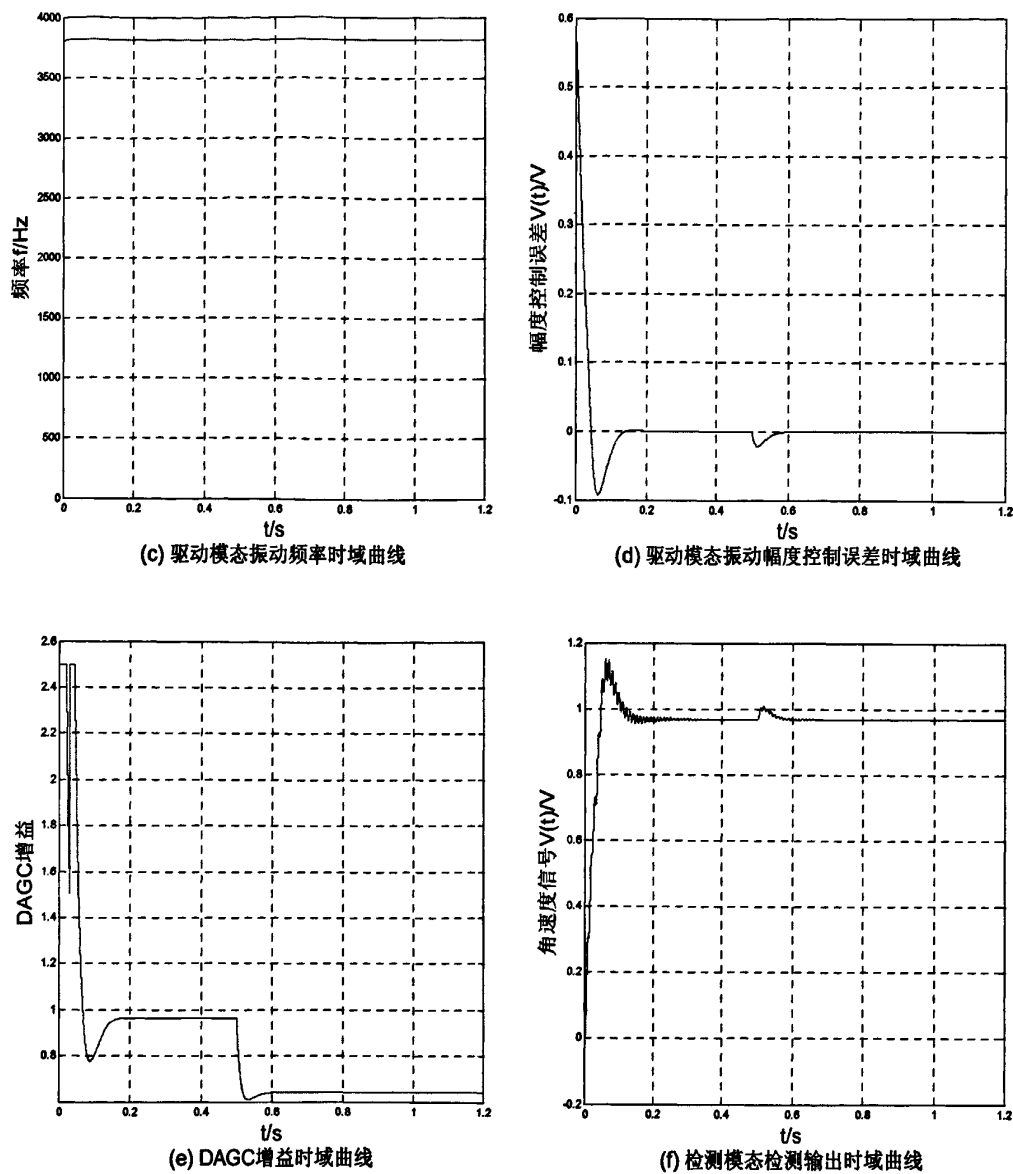 4000
3500
3000
2500
2000
1500
1000
500
0
频率f/Hz
0 0.2 0.4 0.6 0.8 1 1.2
t/s
(c) 驱动模态振动频率时域曲线
0.6
0.5
0.4
0.3
0.2
0.1
0
-0.1
幅度控制误差V(t)/V
0 0.2 0.4 0.6 0.8 1 1.2
t/s
(d) 驱动模态振动幅度控制误差时域曲线
2.6
2.4
2.2
2
1.8
1.6
1.4
1.2
1
0.8
DAGC增益
0 0.2 0.4 0.6 0.8 1 1.2
t/s
(e) DAGC增益时域曲线
1.2
1
0.8
0.6
0.4
0.2
0
-0.2
角速度信号V(t)/V
0 0.2 0.4 0.6 0.8 1 1.2
t/s
(f) 检测模态检测输出时域曲线